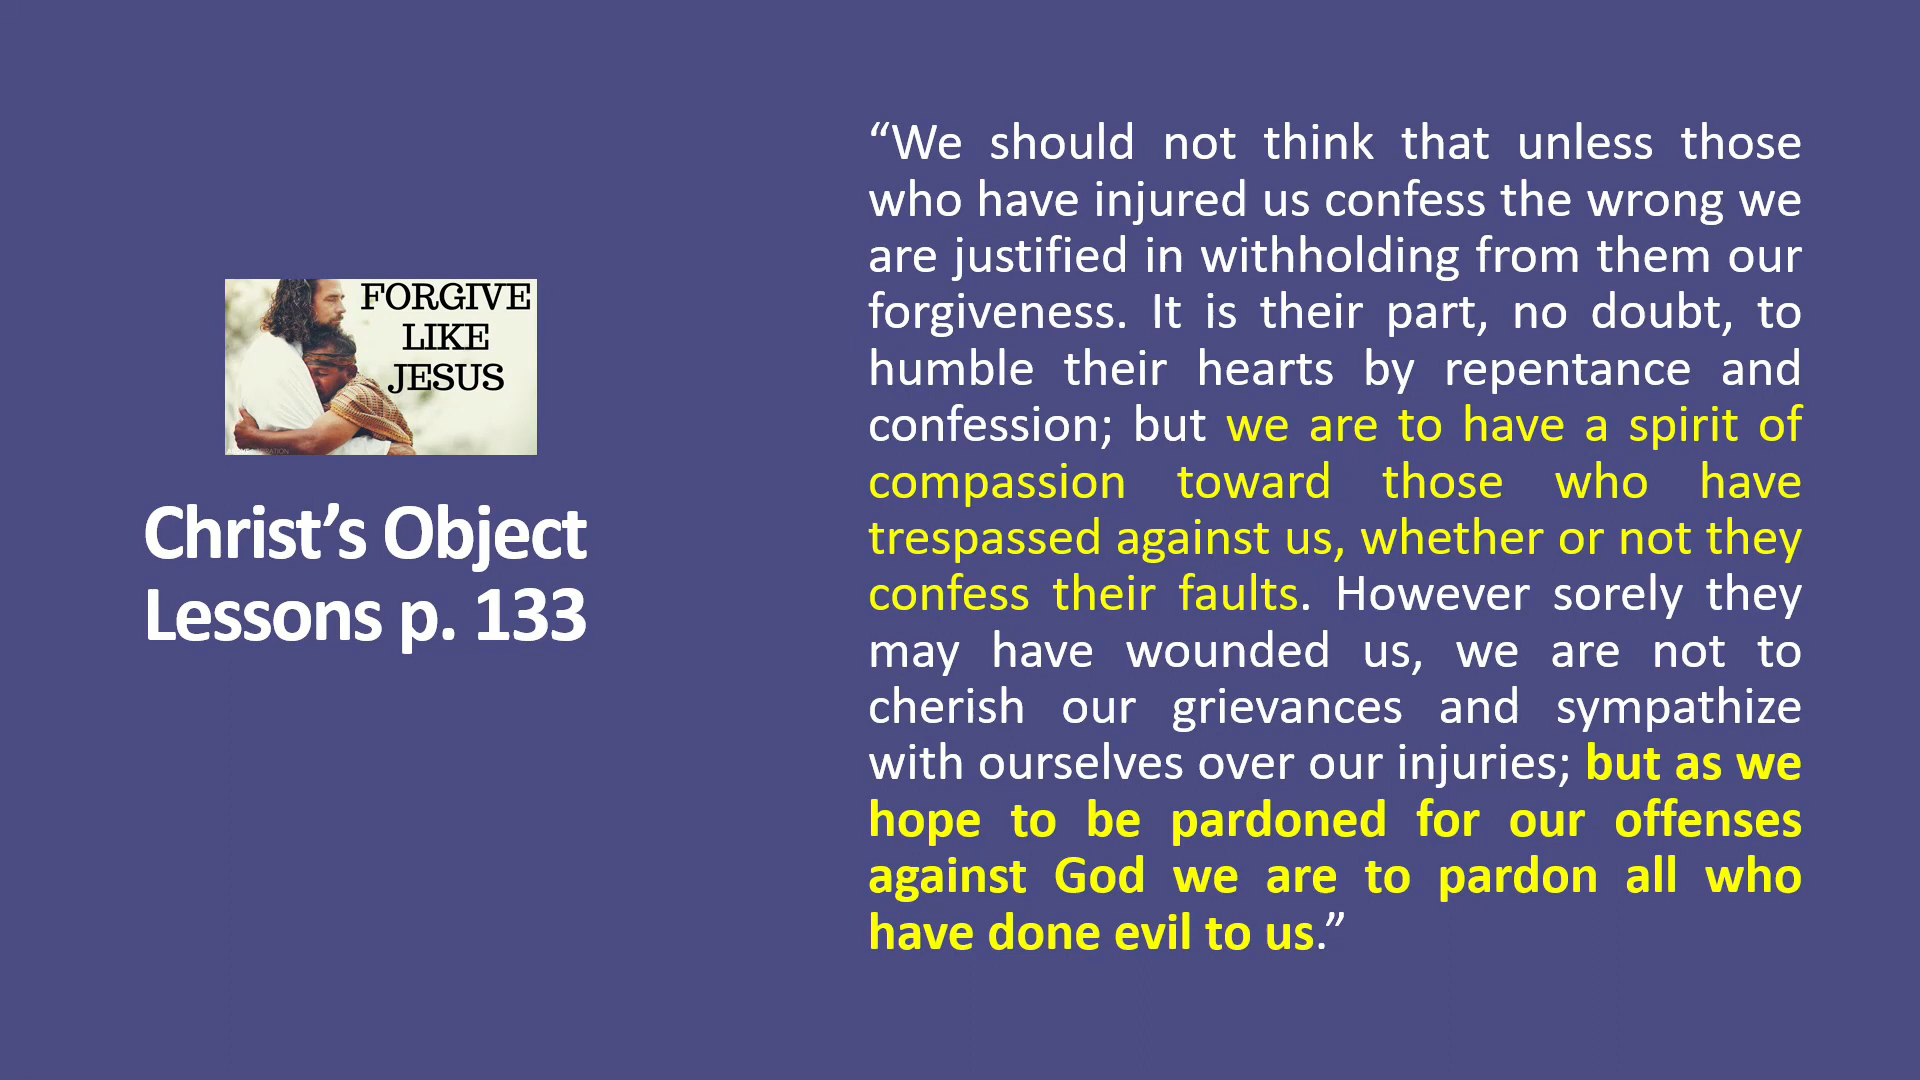 FORGIVE
LIKE
JESUS
Christ’s Object
Lessons p. 133
“We should not think that unless those
who have injured us confess the wrong we
are justified in withholding from them our
forgiveness. It is their part, no doubt, to
humble their hearts by repentance and
confession; but we are to have a spirit of
compassion toward those who have
trespassed against us, whether or not they
confess their faults. However sorely they
may have wounded us, we are not to
cherish our grievances and sympathize
with ourselves over our injuries; but as we
hope to be pardoned for our offenses
against God we are to pardon all who
have done evil to us.”